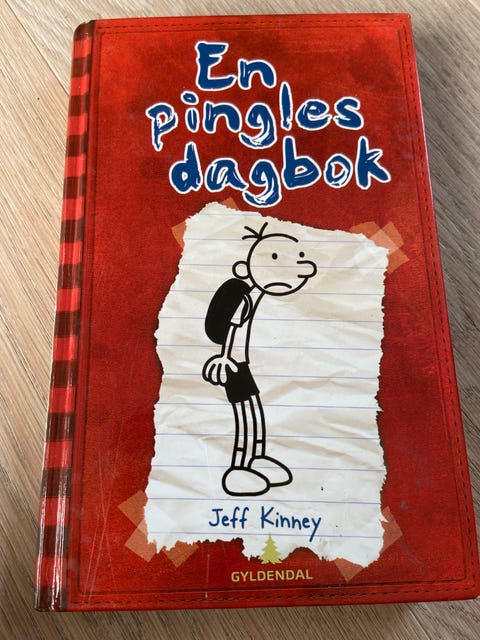 En
pingles
dagbok
Jeff Kinney
GYLDENDAL